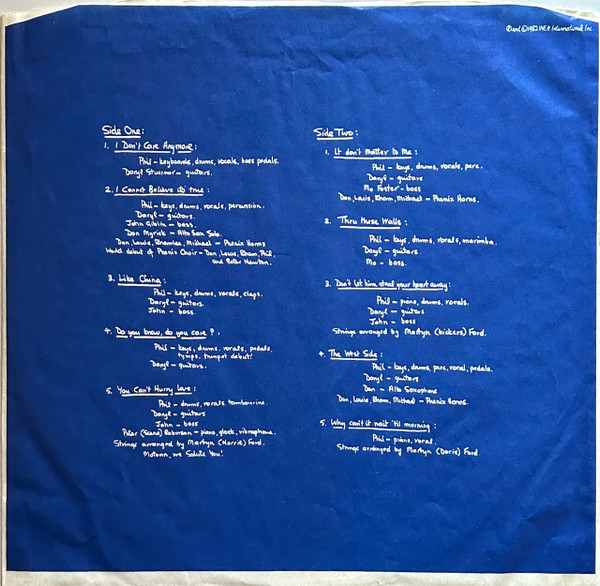 ℗ and © 1982 WEA International Inc.
Side One:
1. I Don't Care Anymore:
Phil – keyboards, drums, vocals, bass pedals.
Daryl Stuermer – guitars.
2. I Cannot Believe it's true:
Phil – keys, drums, vocals, percussion.
Daryl – guitars.
John Giblin – bass.
Don Myrick – Alto Sax Solo.
Don, Louis, Rhamlee, Michael – Phenix Horns
World debut of Phenix Choir – Don, Louis, Rham, Phil,
and Peter Newton.
3. Like China:
Phil – keys, drums, vocals, claps.
Daryl – guitars.
John – bass.
4. Do you know, do you care?:
Phil – keys, drums, vocals, pedals,
tymps, trumpet debut!
Daryl – guitars.
5. You Can't Hurry Love:
Phil – drums, vocals tambourine.
Daryl – guitars
John – bass
Peter Robinson – piano, glock, vibraphone.
Strings arranged by Martyn Ford.
Motown, we Salute You!
Side Two:
1. It don't Matter to Me:
Phil – keys, drums, vocals, perc.
Daryl – guitars
Mo Foster – bass
Don, Louis, Rham, Michael – Phenix Horns.
2. Thru these Walls:
Phil – keys, drums, vocals, marimba.
Daryl – guitars
Mo – bass.
3. Don't let him steal your heart away:
Phil – piano, drums, vocals.
Daryl – guitars
John – bass
Strings arranged by Martyn (kickers) Ford.
4. The West Side:
Phil – keys, drums, perc, vocal, pedals.
Daryl – guitars
Don – Alto Saxophone
Don, Louis, Rham, Michael – Phenix Horns.
5. Why can't it wait 'til morning:
Phil – piano, vocal.
Strings arranged by Martyn (Doris) Ford